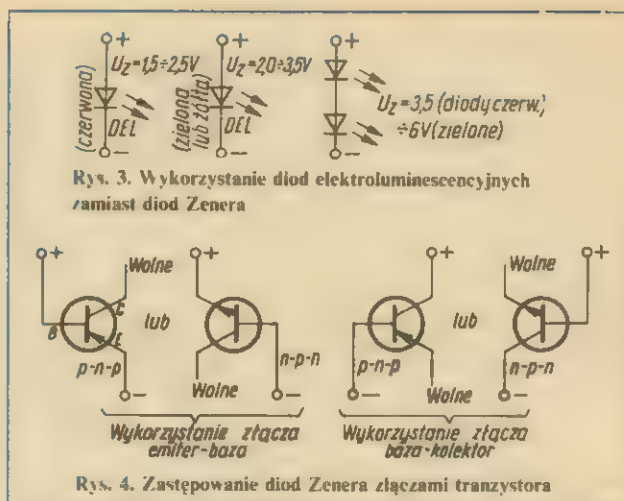 +
+
+
(czerwona)
U_Z=1,5÷2,5V
DEL
(zielona
lub żółta)
U_Z=2,0÷3,5V
DEL
U_Z=3,5 (diody czerw.)
÷6V (zielone)
−
−
−
Rys. 3. Wykorzystanie diod elektroluminescencyjnych
zamiast diod Zenera
+
Wolne
B
C
E
p-n-p
−
lub
+
Wolne
n-p-n
−
Wykorzystanie złącza
emiter-baza
+
p-n-p
−
Wolne
lub
Wolne
+
n-p-n
−
Wykorzystanie złącza
baza-kolektor
Rys. 4. Zastępowanie diod Zenera złączami tranzystora